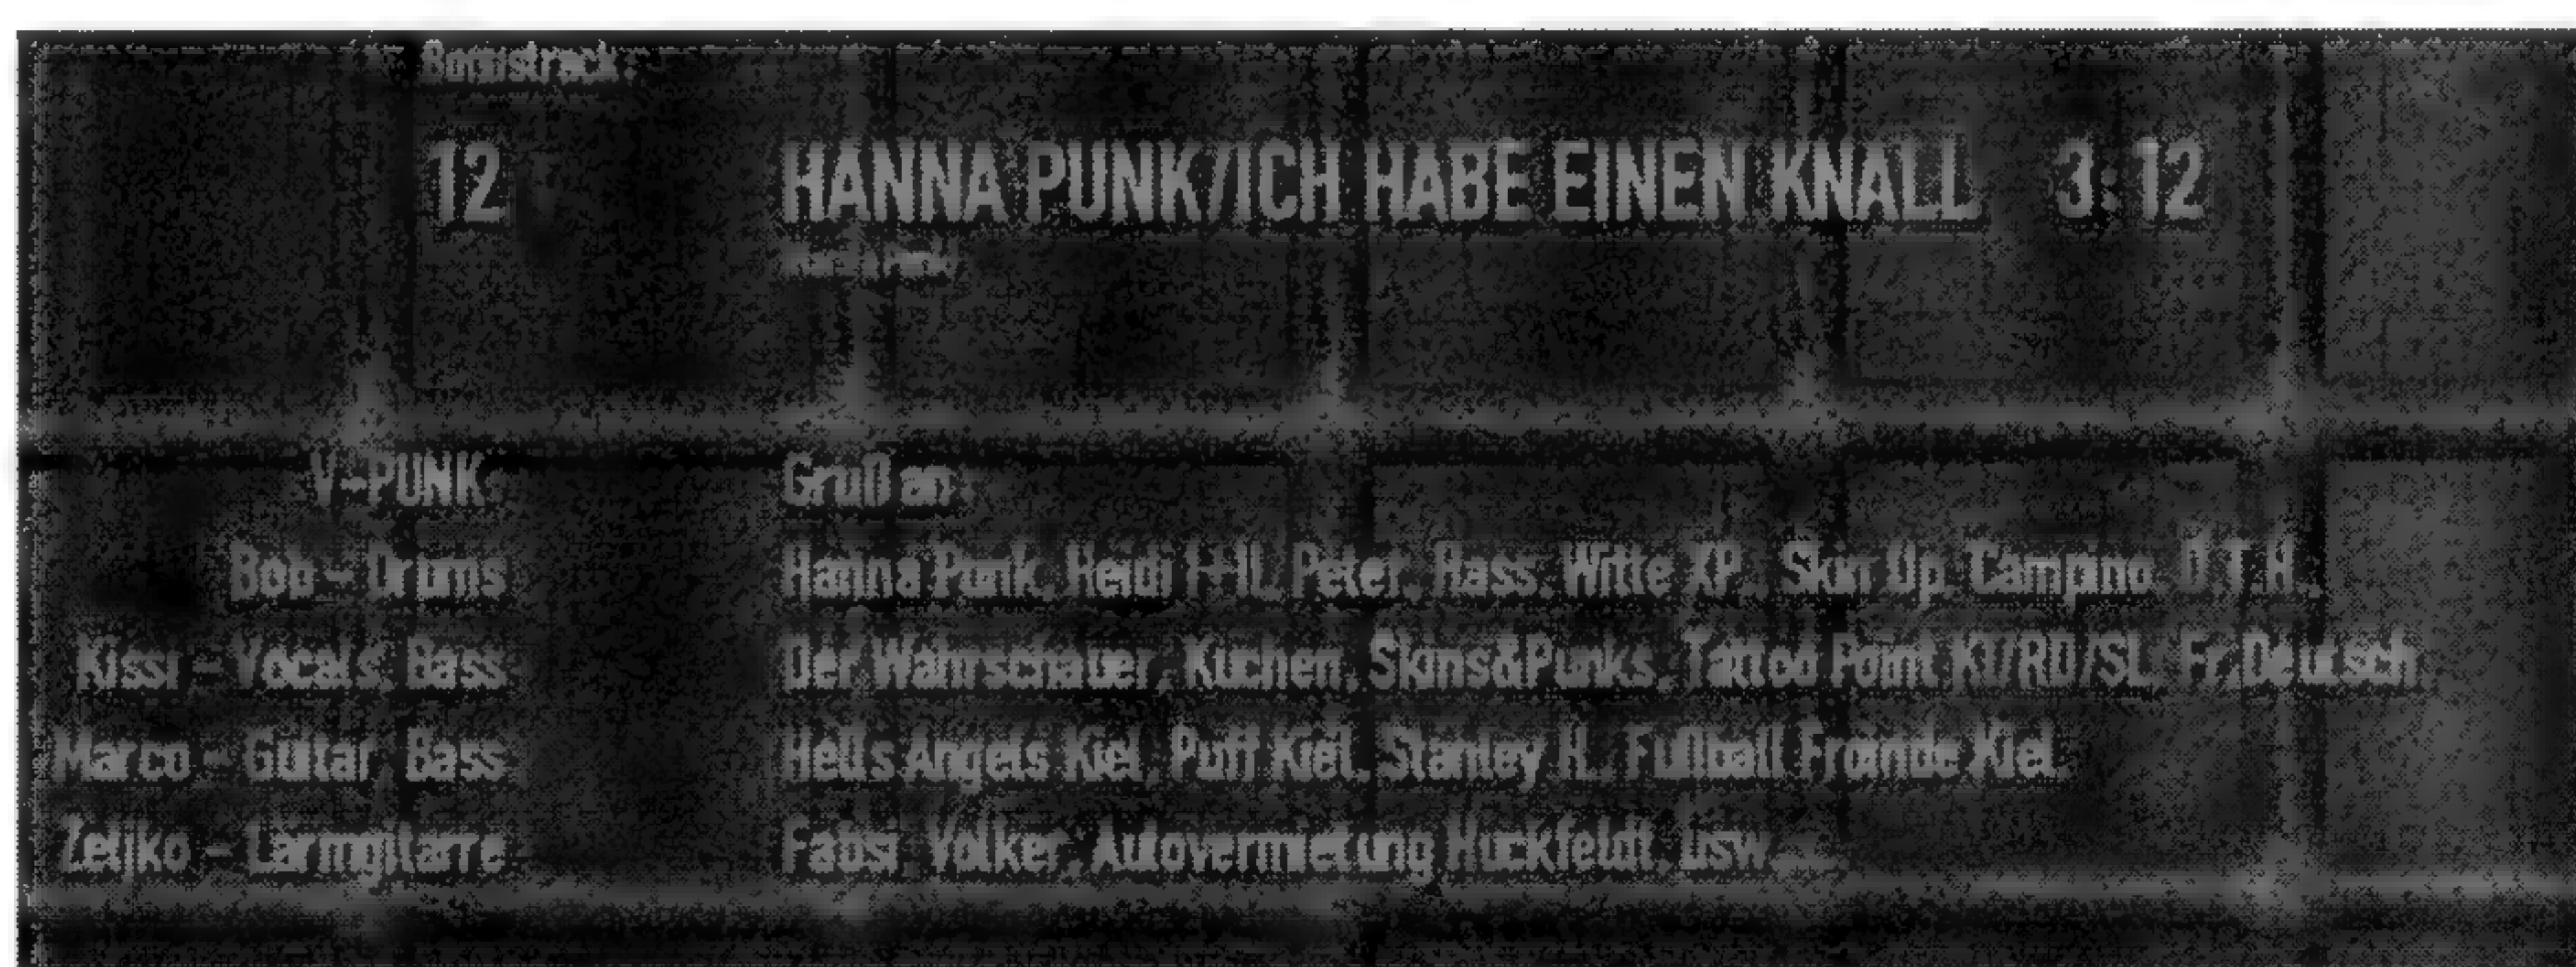 Bonustrack:
12 HANNA PUNK/ICH HABE EINEN KNALL 3:12
V-PUNK: Gruß an:
Bob - Drums Hanna Punk, Heidi Peter, Hass, Witte XP, Skin Up, Campino, D.T.H.,
Kissi - Vocals, Bass Der Wahrschauer, Kuchen, Skins&Punks, Tattoo Point KI/RD/SL, Fr.Deutsch
Marco - Guitar, Bass Hells Angels Kiel, Puff Kiel, Stanley H., Fußball Freunde Kiel,
Zeljko - Lärmgitarre Fabsi, Volker, Autovermietung Huckfeldt, usw...